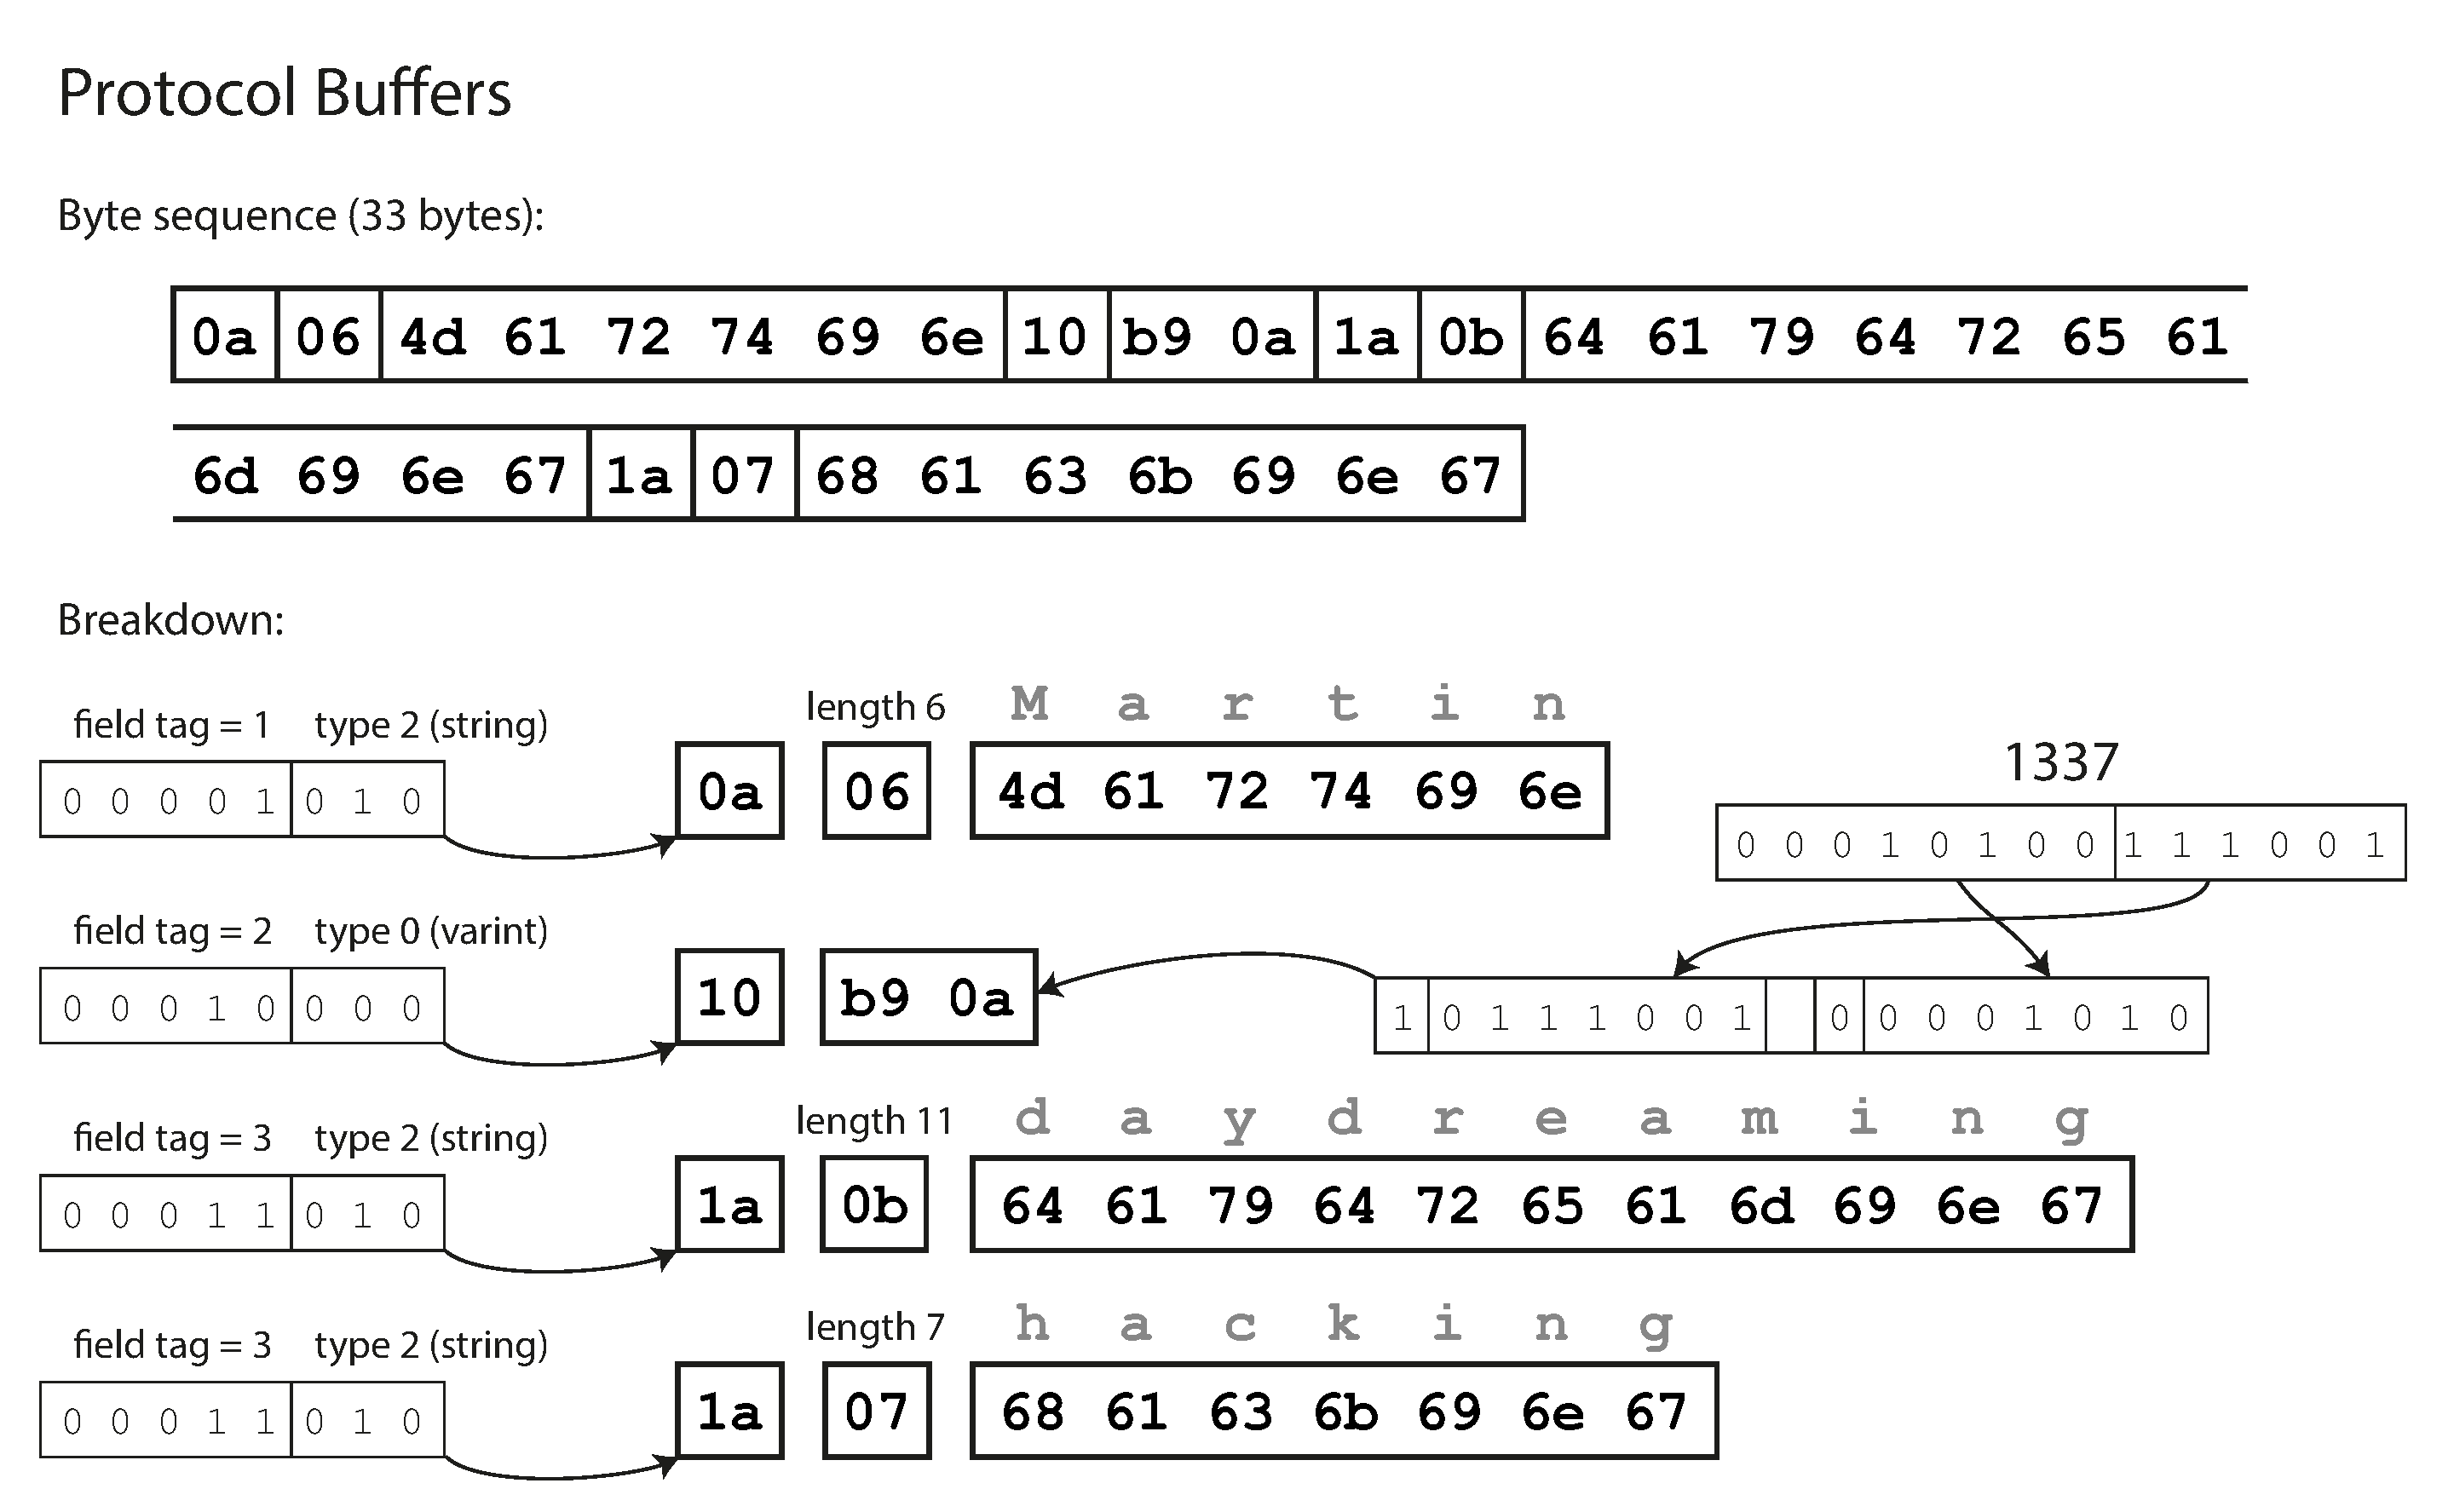 Protocol Buffers
Byte sequence (33 bytes):
0a 06 4d 61 72 74 69 6e 10 b9 0a 1a 0b 64 61 79 64 72 65 61
6d 69 6e 67 1a 07 68 61 63 6b 69 6e 67
Breakdown:
field tag = 1 type 2 (string) length 6 M a r t i n
0 0 0 0 1 0 1 0 0a 06 4d 61 72 74 69 6e
1337
0 0 0 1 0 1 0 0 1 1 1 0 0 1
field tag = 2 type 0 (varint)
0 0 0 1 0 0 0 0 10 b9 0a 1 0 1 1 1 0 0 1 0 0 0 0 1 0 1 0
field tag = 3 type 2 (string) length 11 d a y d r e a m i n g
0 0 0 1 1 0 1 0 1a 0b 64 61 79 64 72 65 61 6d 69 6e 67
field tag = 3 type 2 (string) length 7 h a c k i n g
0 0 0 1 1 0 1 0 1a 07 68 61 63 6b 69 6e 67